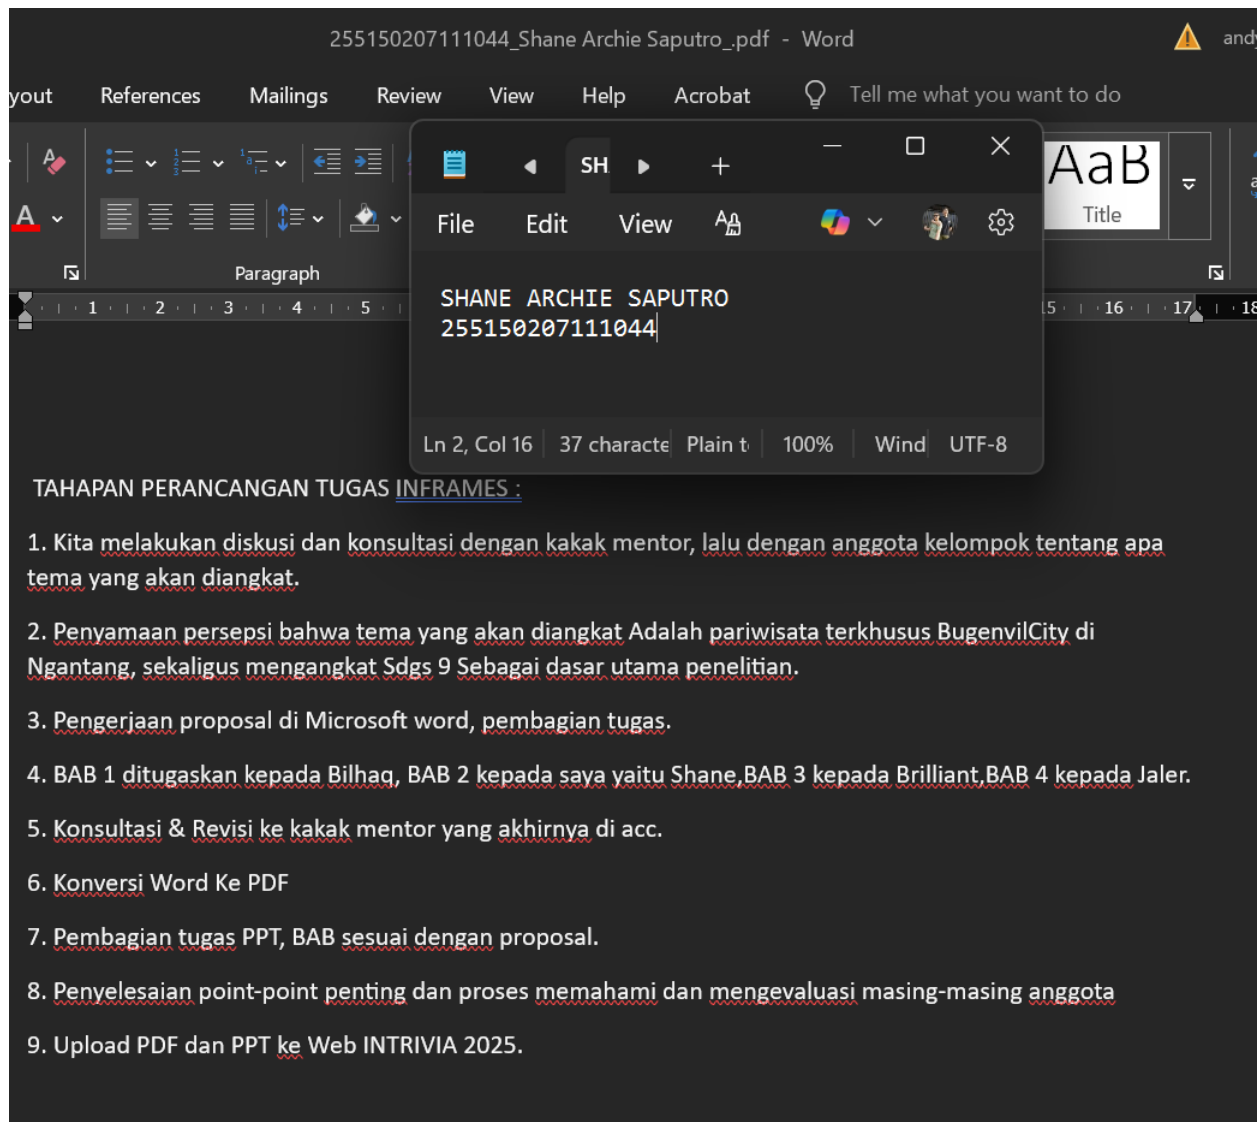 255150207111044_Shane Archie Saputro_.pdf - Word
yout References Mailings Review View Help Acrobat Tell me what you want to do
SH
File Edit View
AaB
Title
Paragraph
1 2 3 4 5 16 17 18
SHANE ARCHIE SAPUTRO
255150207111044
Ln 2, Col 16 37 characte Plain t 100% Wind UTF-8
TAHAPAN PERANCANGAN TUGAS INFRAMES :
1. Kita melakukan diskusi dan konsultasi dengan kakak mentor, lalu dengan anggota kelompok tentang apa
tema yang akan diangkat.
2. Penyamaan persepsi bahwa tema yang akan diangkat Adalah pariwisata terkhusus BugenvilCity di
Ngantang, sekaligus mengangkat Sdgs 9 Sebagai dasar utama penelitian.
3. Pengerjaan proposal di Microsoft word, pembagian tugas.
4. BAB 1 ditugaskan kepada Bilhaq, BAB 2 kepada saya yaitu Shane,BAB 3 kepada Brilliant,BAB 4 kepada Jaler.
5. Konsultasi & Revisi ke kakak mentor yang akhirnya di acc.
6. Konversi Word Ke PDF
7. Pembagian tugas PPT, BAB sesuai dengan proposal.
8. Penyelesaian point-point penting dan proses memahami dan mengevaluasi masing-masing anggota
9. Upload PDF dan PPT ke Web INTRIVIA 2025.